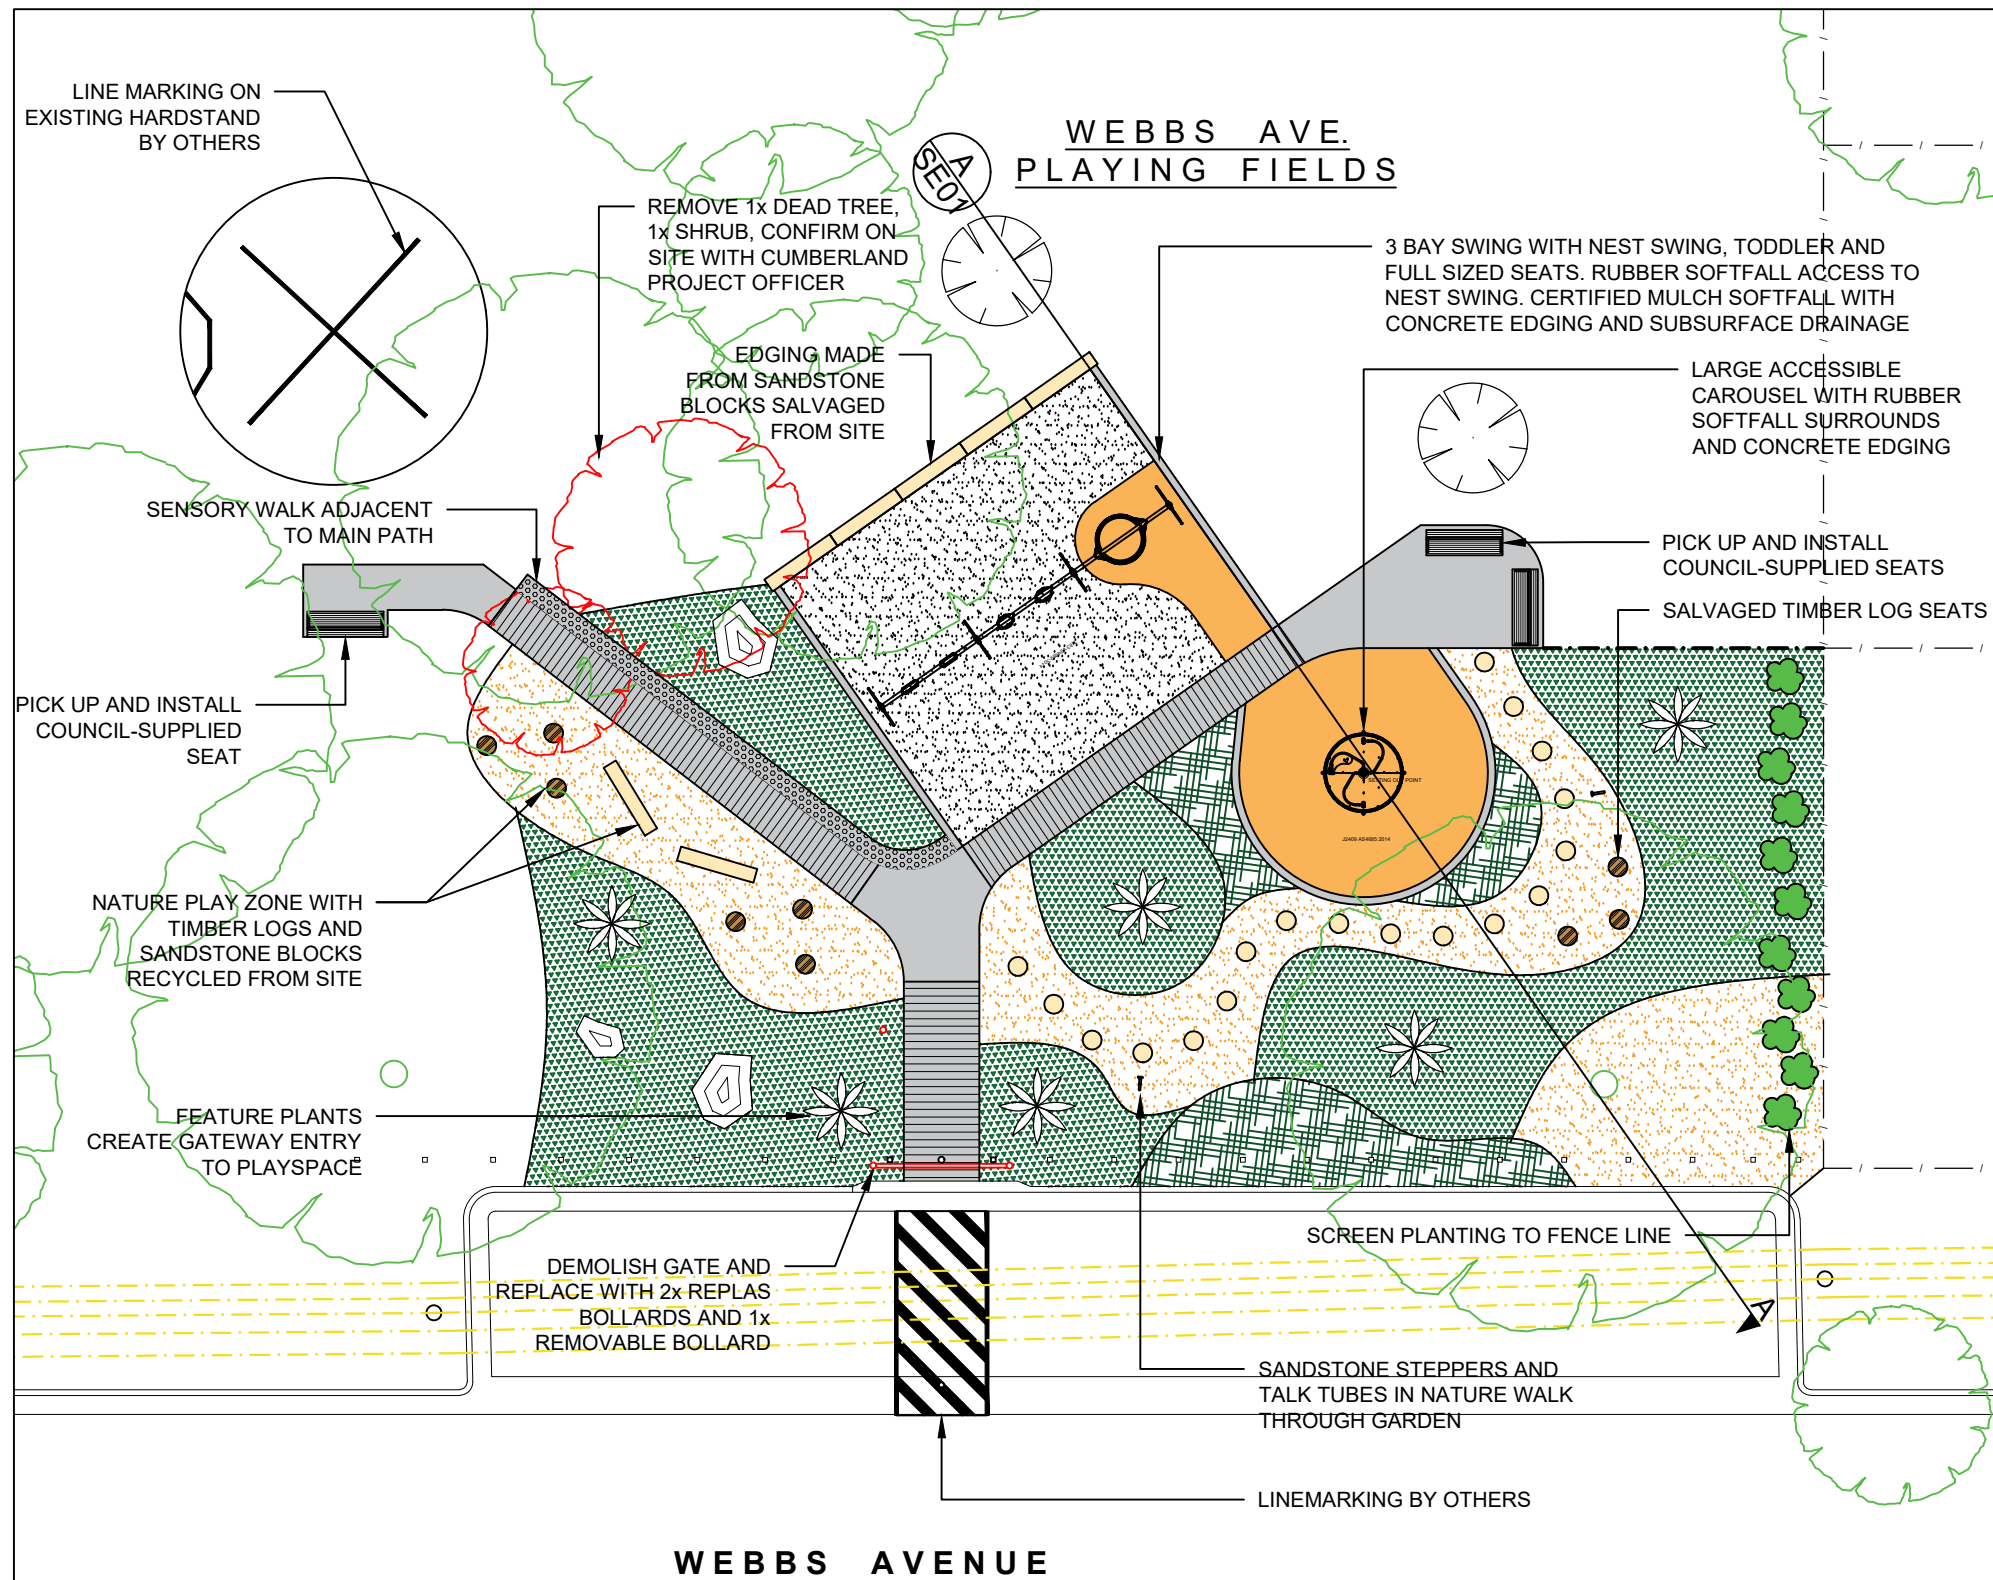 LINE MARKING ON
EXISTING HARDSTAND
BY OTHERS
WEBBS AVE.
PLAYING FIELDS
A
SE01
REMOVE 1x DEAD TREE,
1x SHRUB, CONFIRM ON
SITE WITH CUMBERLAND
PROJECT OFFICER
3 BAY SWING WITH NEST SWING, TODDLER AND
FULL SIZED SEATS. RUBBER SOFTFALL ACCESS TO
NEST SWING. CERTIFIED MULCH SOFTFALL WITH
CONCRETE EDGING AND SUBSURFACE DRAINAGE
EDGING MADE
FROM SANDSTONE
BLOCKS SALVAGED
FROM SITE
LARGE ACCESSIBLE
CAROUSEL WITH RUBBER
SOFTFALL SURROUNDS
AND CONCRETE EDGING
SENSORY WALK ADJACENT
TO MAIN PATH
PICK UP AND INSTALL
COUNCIL-SUPPLIED SEATS
SALVAGED TIMBER LOG SEATS
PICK UP AND INSTALL
COUNCIL-SUPPLIED
SEAT
SETTING OUT POINT
J2409 AS4685:2014
NATURE PLAY ZONE WITH
TIMBER LOGS AND
SANDSTONE BLOCKS
RECYCLED FROM SITE
FEATURE PLANTS
CREATE GATEWAY ENTRY
TO PLAYSPACE
SCREEN PLANTING TO FENCE LINE
DEMOLISH GATE AND
REPLACE WITH 2x REPLAS
BOLLARDS AND 1x
REMOVABLE BOLLARD
A
SANDSTONE STEPPERS AND
TALK TUBES IN NATURE WALK
THROUGH GARDEN
LINEMARKING BY OTHERS
WEBBS AVENUE